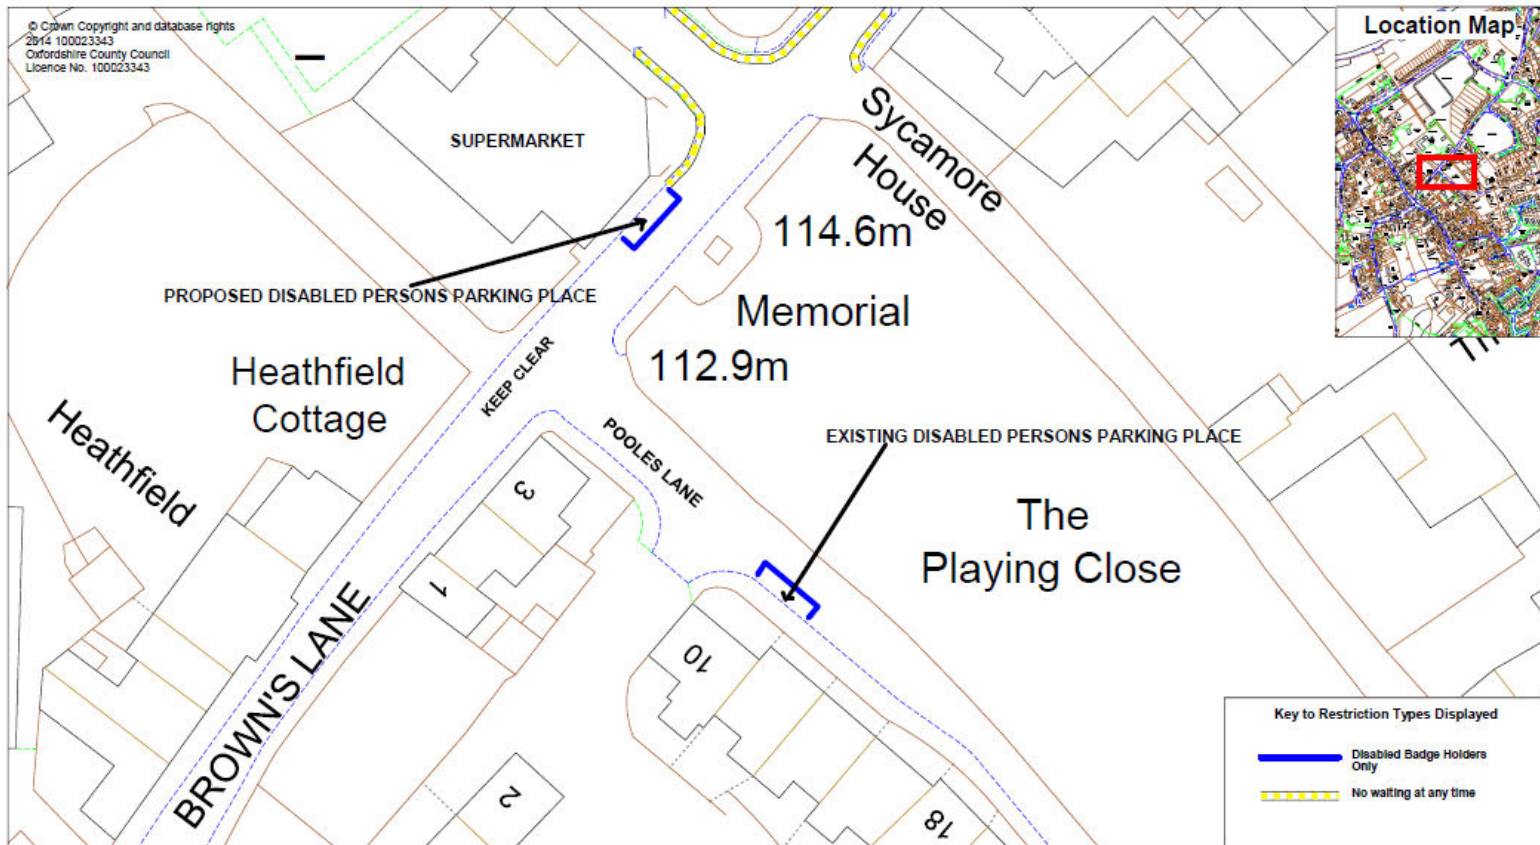 © Crown Copyright and database rights
2014 100023343
Oxfordshire County Council
Licence No. 100023343
Location Map
SUPERMARKET
Sycamore
House
114.6m
PROPOSED DISABLED PERSONS PARKING PLACE
Memorial
112.9m
KEEP CLEAR
Heathfield
Cottage
Heathfield
POOLES LANE
EXISTING DISABLED PERSONS PARKING PLACE
3
The
Playing Close
1
BROWN'S LANE
10
2
18
Key to Restriction Types Displayed
Disabled Badge Holders
Only
No waiting at any time